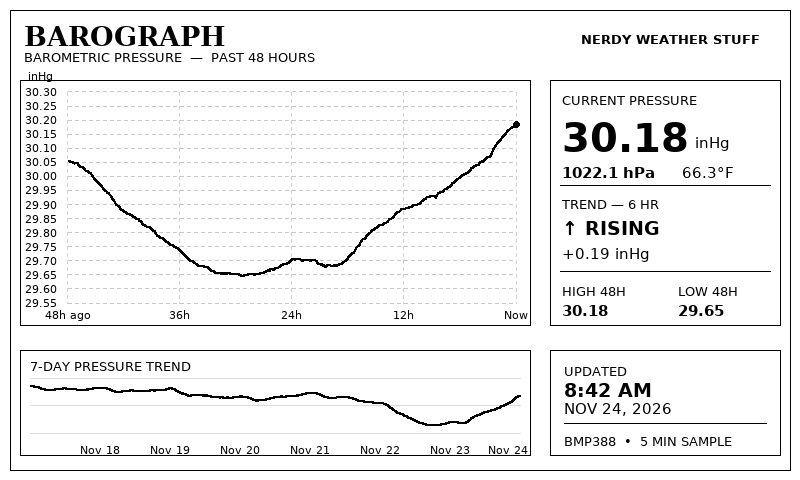 BAROGRAPH
BAROMETRIC PRESSURE — PAST 48 HOURS
NERDY WEATHER STUFF
inHg
30.30
30.25
30.20
30.15
30.10
30.05
30.00
29.95
29.90
29.85
29.80
29.75
29.70
29.65
29.60
29.55
48h ago 36h 24h 12h Now
CURRENT PRESSURE
30.18 inHg
1022.1 hPa 66.3°F
TREND — 6 HR
↑ RISING
+0.19 inHg
HIGH 48H LOW 48H
30.18 29.65
7-DAY PRESSURE TREND
Nov 18 Nov 19 Nov 20 Nov 21 Nov 22 Nov 23 Nov 24
UPDATED
8:42 AM
NOV 24, 2026
BMP388 • 5 MIN SAMPLE